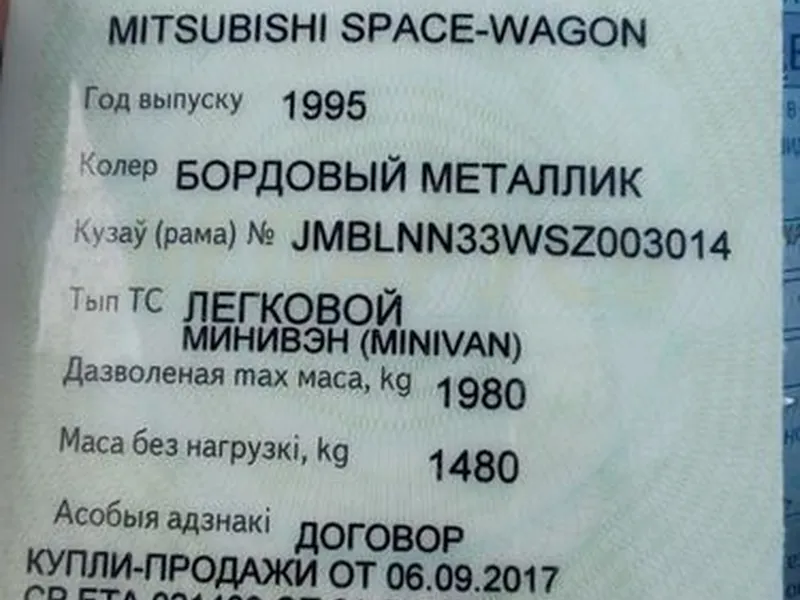 MITSUBISHI SPACE-WAGON
Год выпуску 1995
Колер БОРДОВЫЙ МЕТАЛЛИК
Кузаў (рама) № JMBLNN33WSZ003014
Тып ТС ЛЕГКОВОЙ
МИНИВЭН (MINIVAN)
Дазволеная max маса, kg 1980
Маса без нагрузкі, kg 1480
Асобыя адзнакі ДОГОВОР
КУПЛИ-ПРОДАЖИ ОТ 06.09.2017